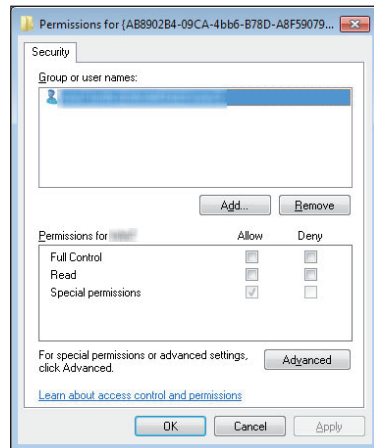 Permissions for {AB8902B4-09CA-4bb6-B78D-A8F59079...
Security
Group or user names:
Add... Remove
Permissions for
Allow Deny
Full Control
Read
Special permissions
For special permissions or advanced settings,
click Advanced.
Advanced
Learn about access control and permissions
OK Cancel Apply